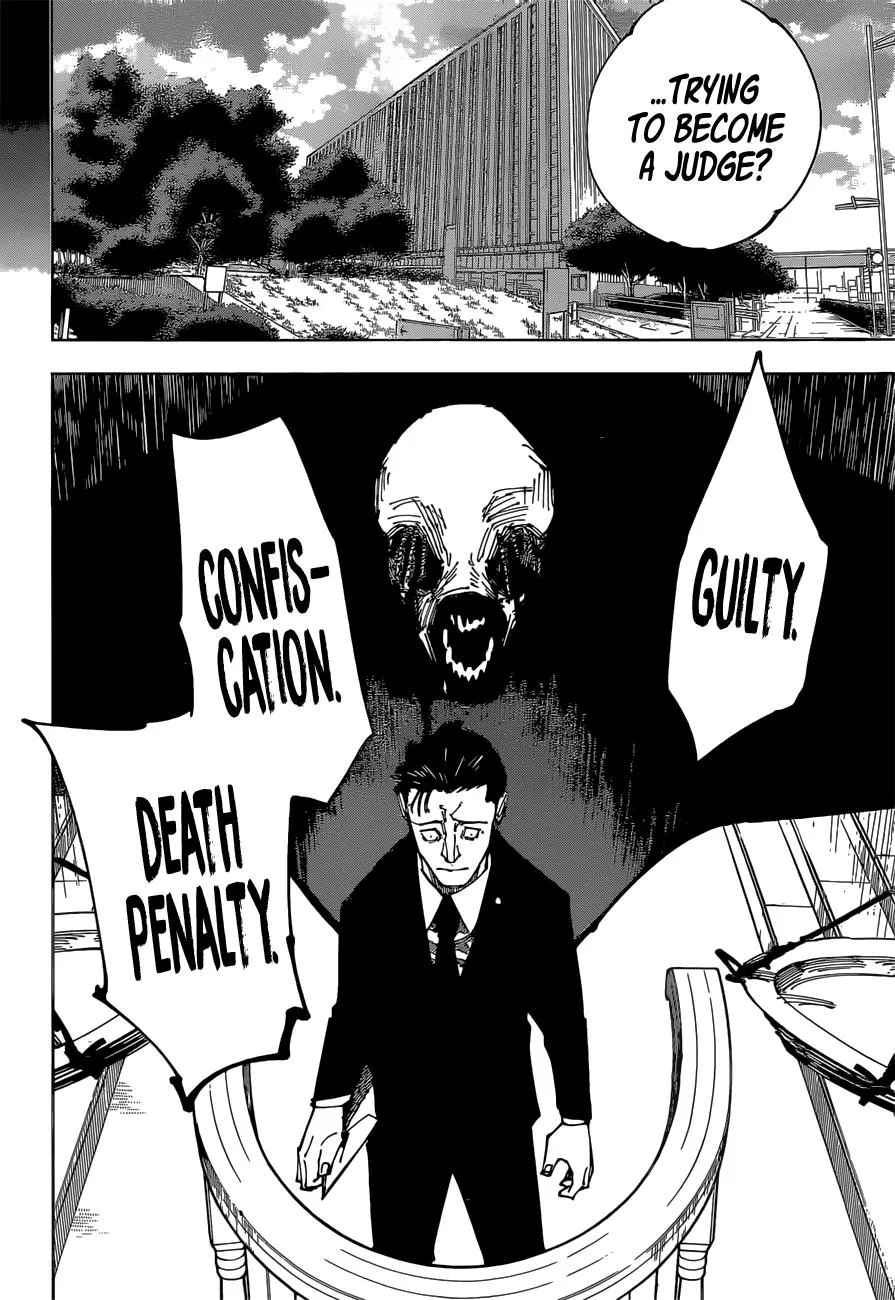 ...TRYING
TO BECOME
A JUDGE?
GUILTY.
CONFIS-
CATION.
DEATH
PENALTY.